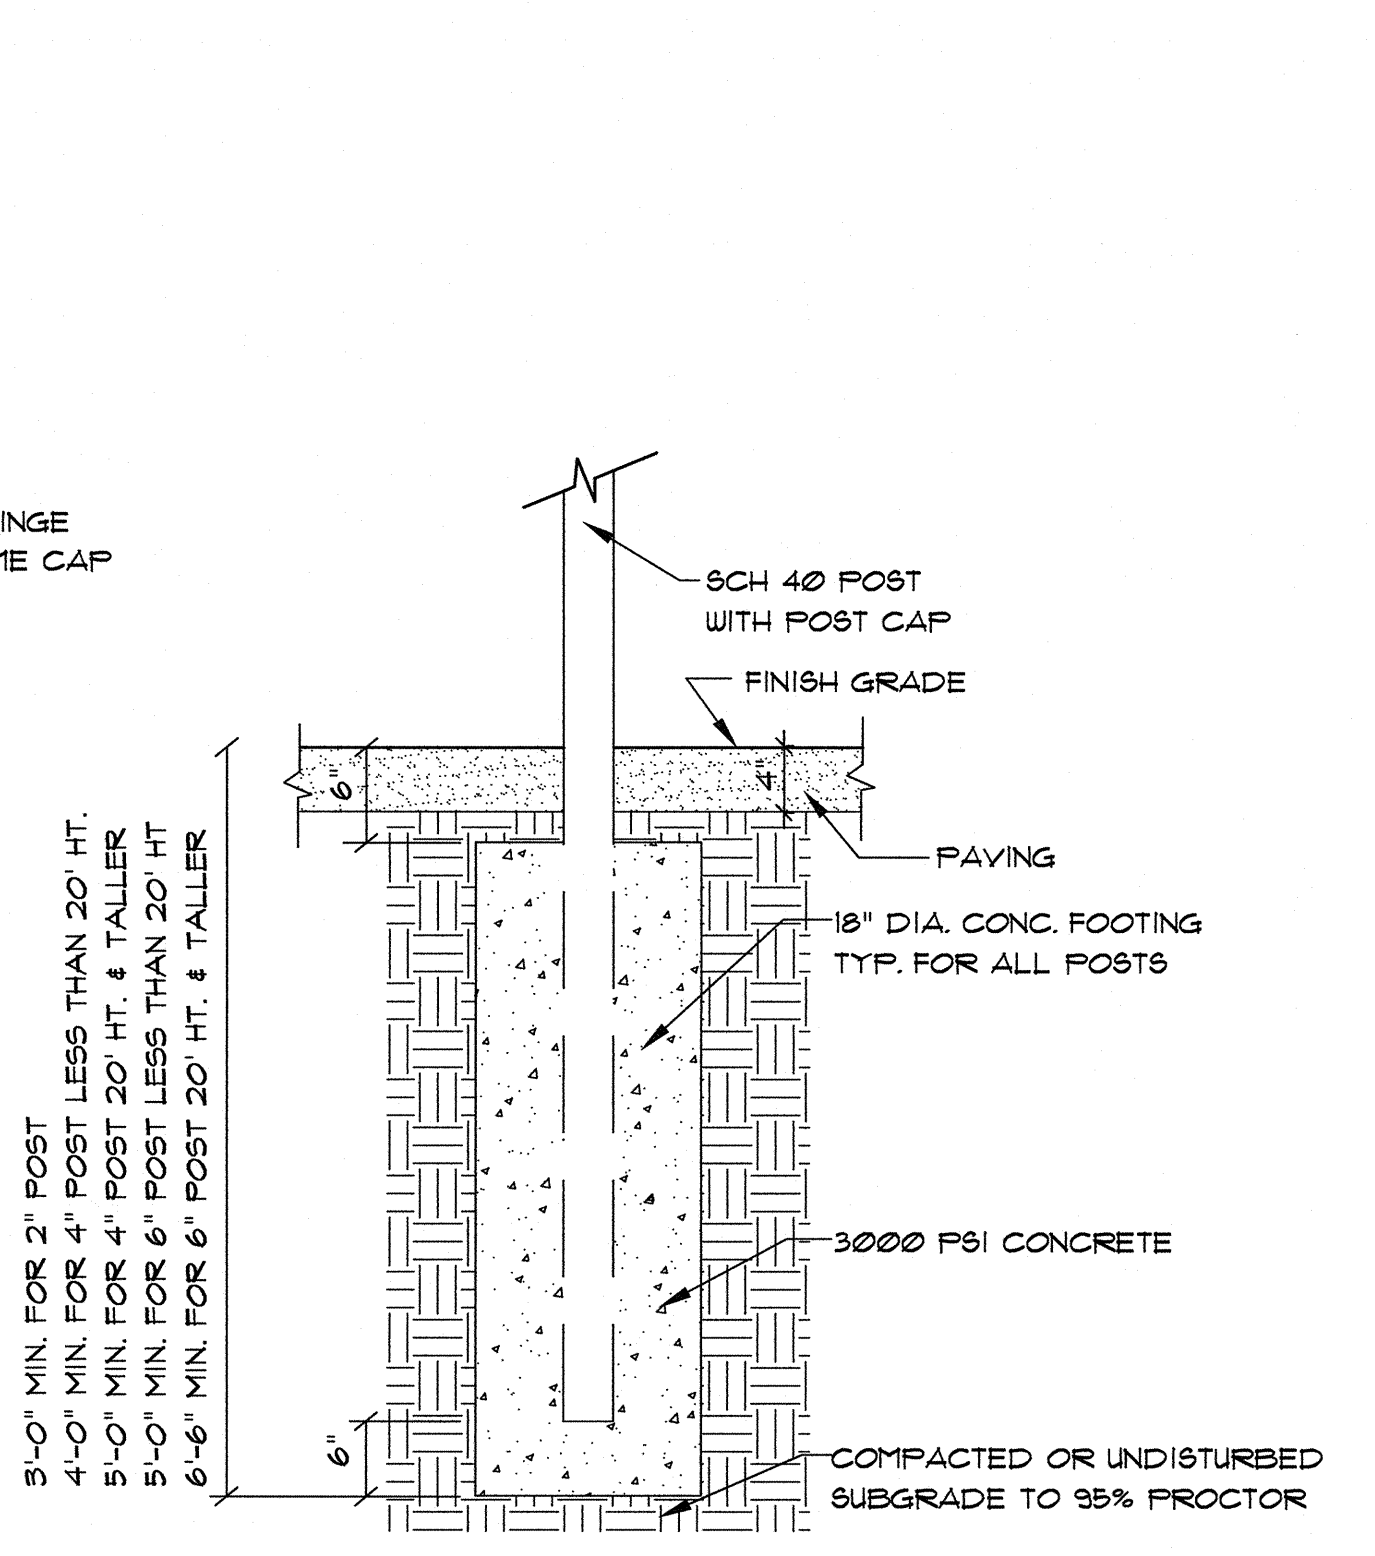 INGE
ME CAP
SCH 40 POST
WITH POST CAP
FINISH GRADE
6"
4"
PAVING
18" DIA. CONC. FOOTING
TYP. FOR ALL POSTS
3000 PSI CONCRETE
6"
COMPACTED OR UNDISTURBED
SUBGRADE TO 95% PROCTOR
3'-0" MIN. FOR 2" POST
4'-0" MIN. FOR 4" POST LESS THAN 20' HT.
5'-0" MIN. FOR 4" POST 20' HT. & TALLER
5'-0" MIN. FOR 6" POST LESS THAN 20' HT
6'-6" MIN. FOR 6" POST 20' HT. & TALLER